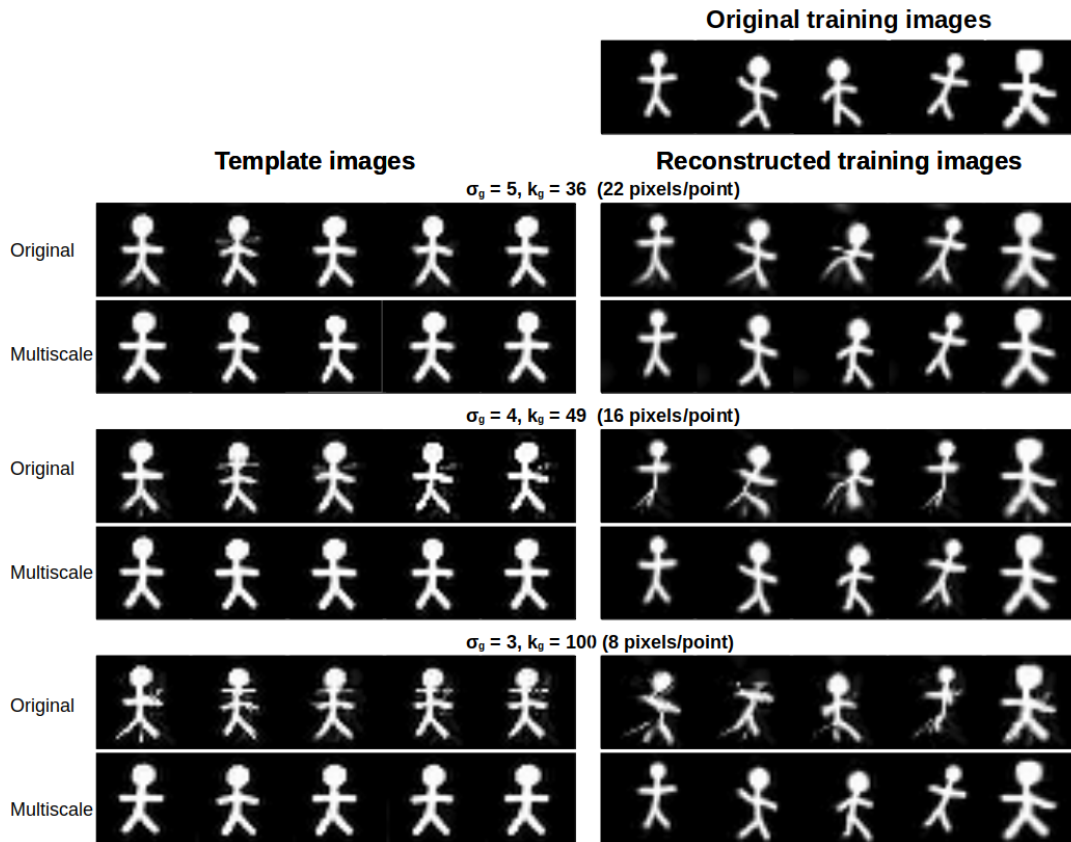 Original training images
Template images
Reconstructed training images
σg = 5, kg = 36 (22 pixels/point)
Original
Multiscale
σg = 4, kg = 49 (16 pixels/point)
Original
Multiscale
σg = 3, kg = 100 (8 pixels/point)
Original
Multiscale